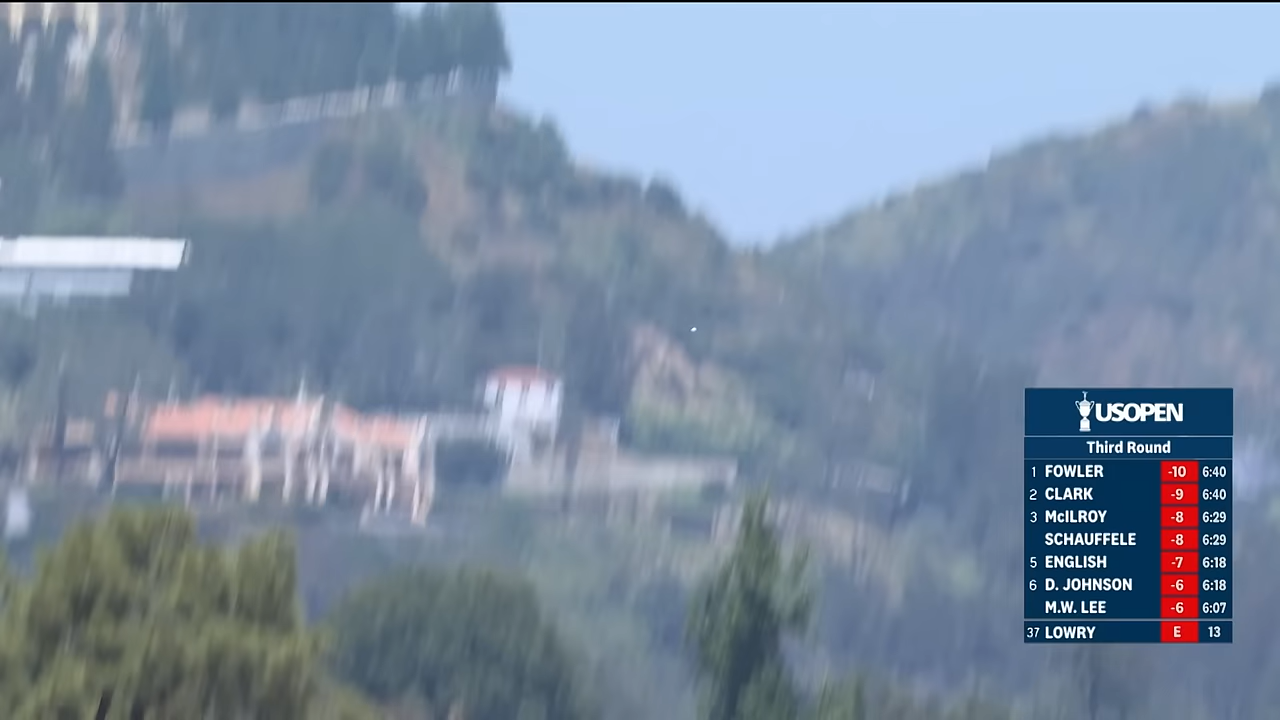 USOPEN
Third Round
1 FOWLER -10 6:40
2 CLARK -9 6:40
3 McILROY -8 6:29
SCHAUFFELE -8 6:29
5 ENGLISH -7 6:18
6 D. JOHNSON -6 6:18
M.W. LEE -6 6:07
37 LOWRY E 13